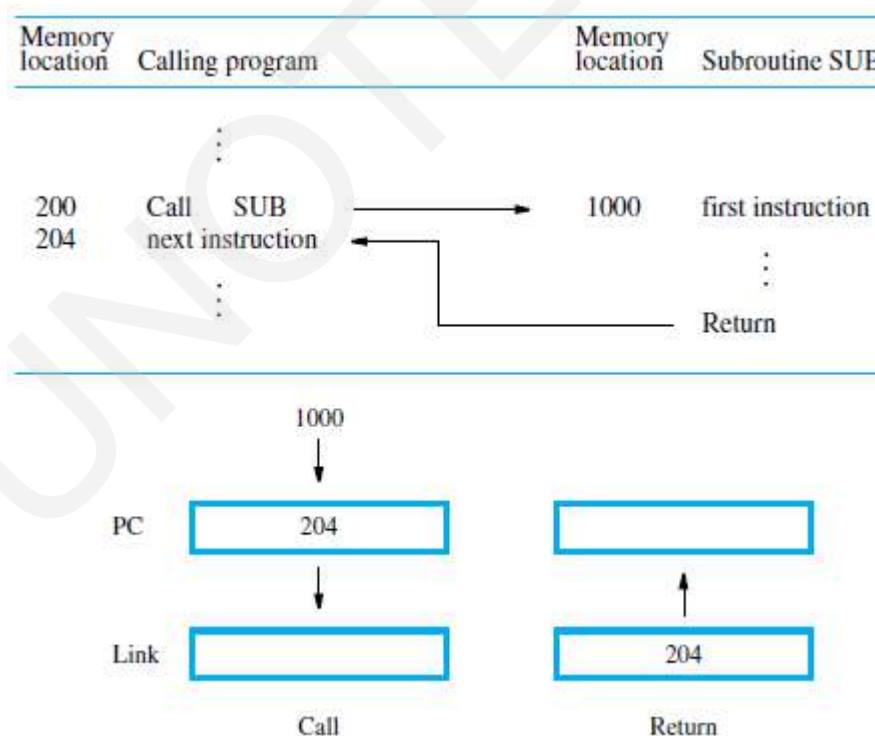 Memory location Calling program Memory location Subroutine SUB
200 Call SUB 1000 first instruction
204 next instruction
Return
1000
PC 204
Link 204
Call Return
UNOTE